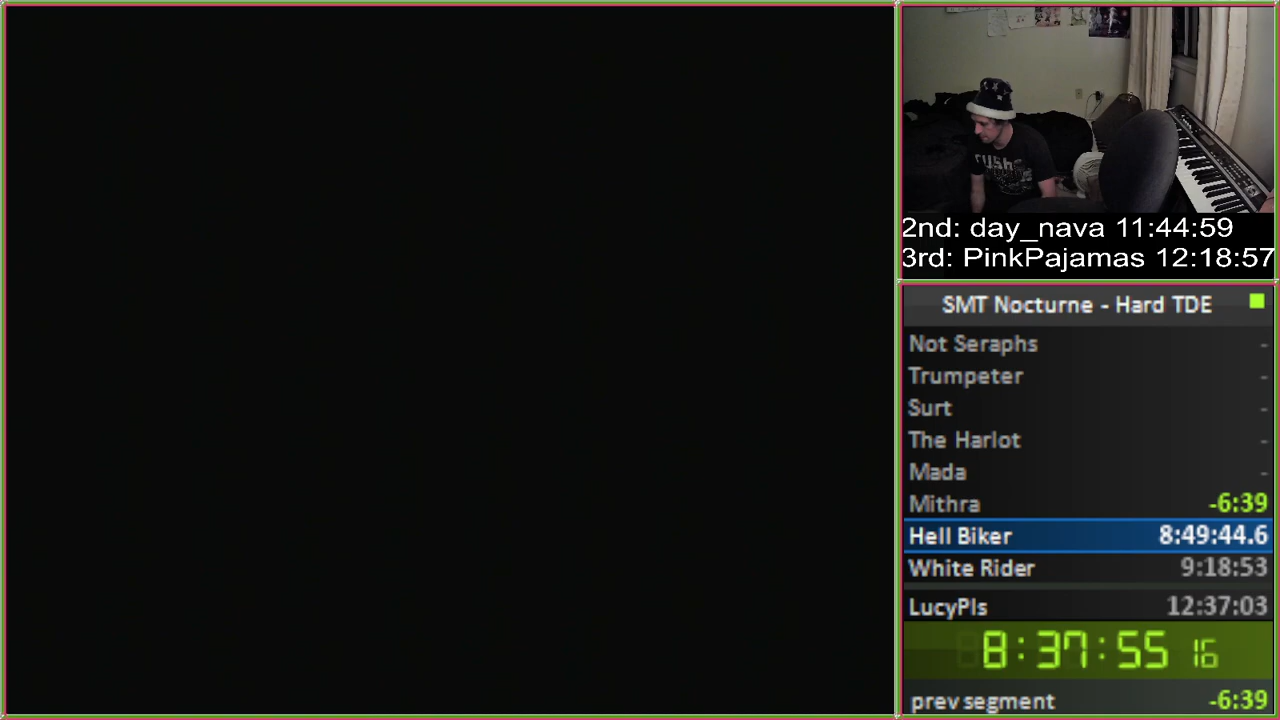 rush
2nd: day_nava 11:44:59
3rd: PinkPajamas 12:18:57
SMT Nocturne - Hard TDE
Not Seraphs -
Trumpeter -
Surt -
The Harlot -
Mada -
Mithra -6:39
Hell Biker 8:49:44.6
White Rider 9:18:53
LucyPls 12:37:03
8:37:55 16
prev segment -6:39